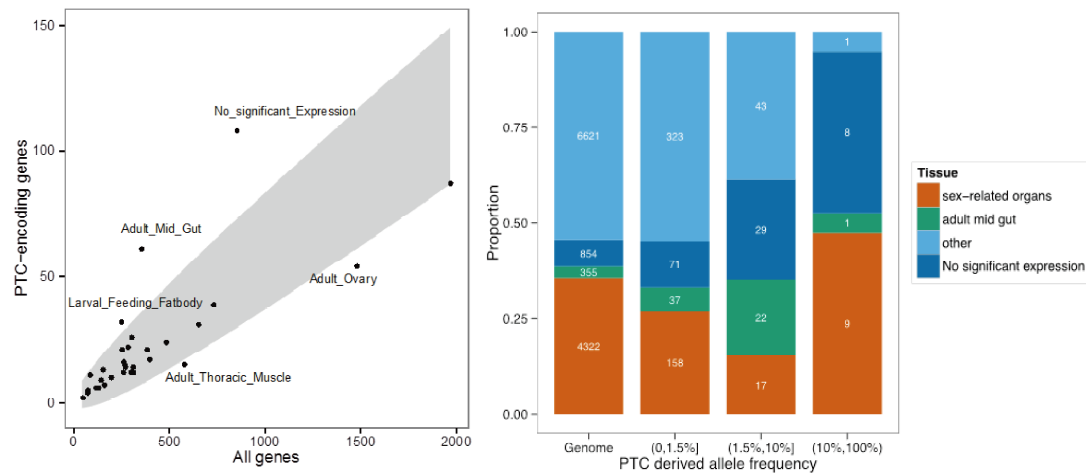 150
100
50
0
PTC-encoding genes
No_significant_Expression
Adult_Mid_Gut
Adult_Ovary
Larval_Feeding_Fatbody
Adult_Thoracic_Muscle
0 500 1000 1500 2000
All genes
1.00
0.75
0.50
0.25
0.00
Proportion
6621
854
355
4322
323
71
37
158
43
29
22
17
1
8
1
9
Genome (0,1.5%] (1.5%,10%] (10%,100%)
PTC derived allele frequency
Tissue
sex-related organs
adult mid gut
other
No significant expression